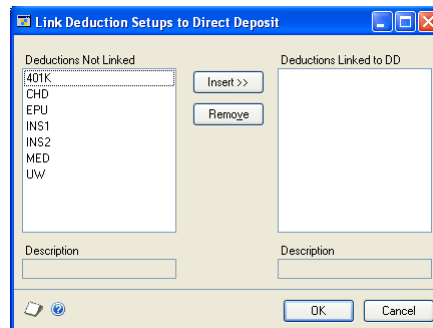 Link Deduction Setups to Direct Deposit
Deductions Not Linked
401K
CHD
EPU
INS1
INS2
MED
UW
Insert >>
Remove
Deductions Linked to DD
Description
Description
OK
Cancel